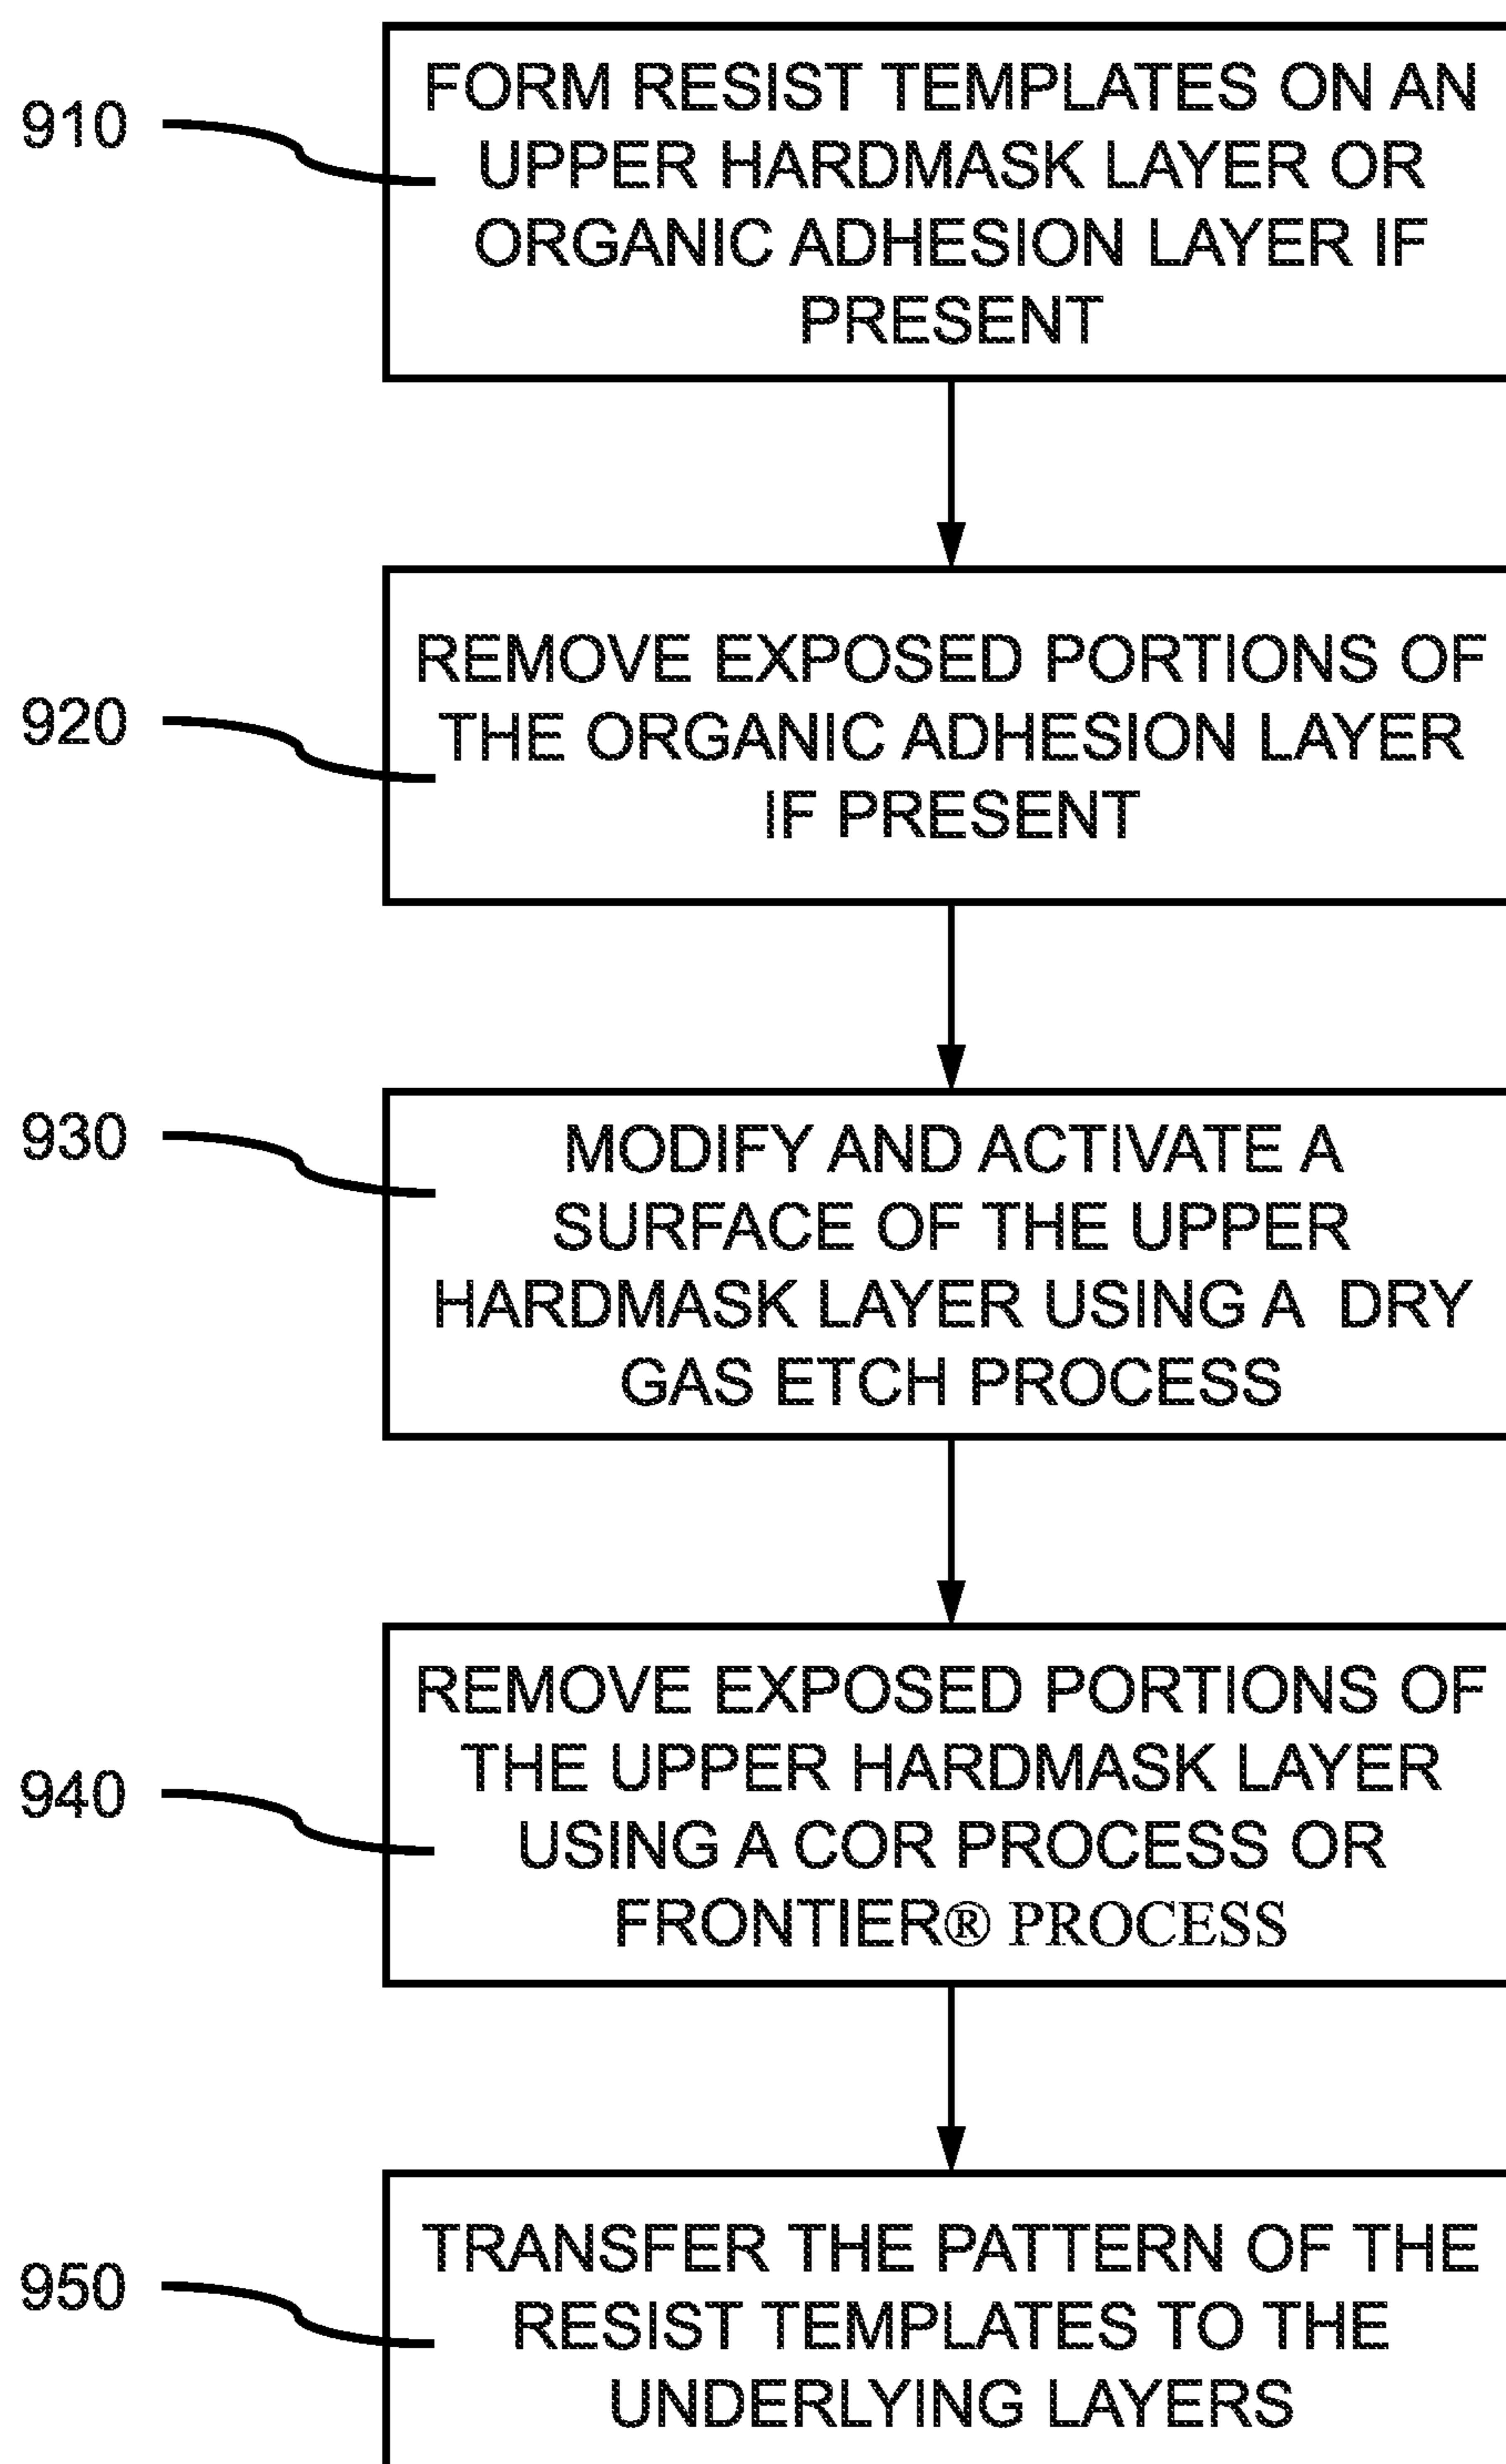 910
FORM RESIST TEMPLATES ON AN
UPPER HARDMASK LAYER OR
ORGANIC ADHESION LAYER IF
PRESENT
920
REMOVE EXPOSED PORTIONS OF
THE ORGANIC ADHESION LAYER
IF PRESENT
930
MODIFY AND ACTIVATE A
SURFACE OF THE UPPER
HARDMASK LAYER USING A DRY
GAS ETCH PROCESS
940
REMOVE EXPOSED PORTIONS OF
THE UPPER HARDMASK LAYER
USING A COR PROCESS OR
FRONTIER® PROCESS
950
TRANSFER THE PATTERN OF THE
RESIST TEMPLATES TO THE
UNDERLYING LAYERS